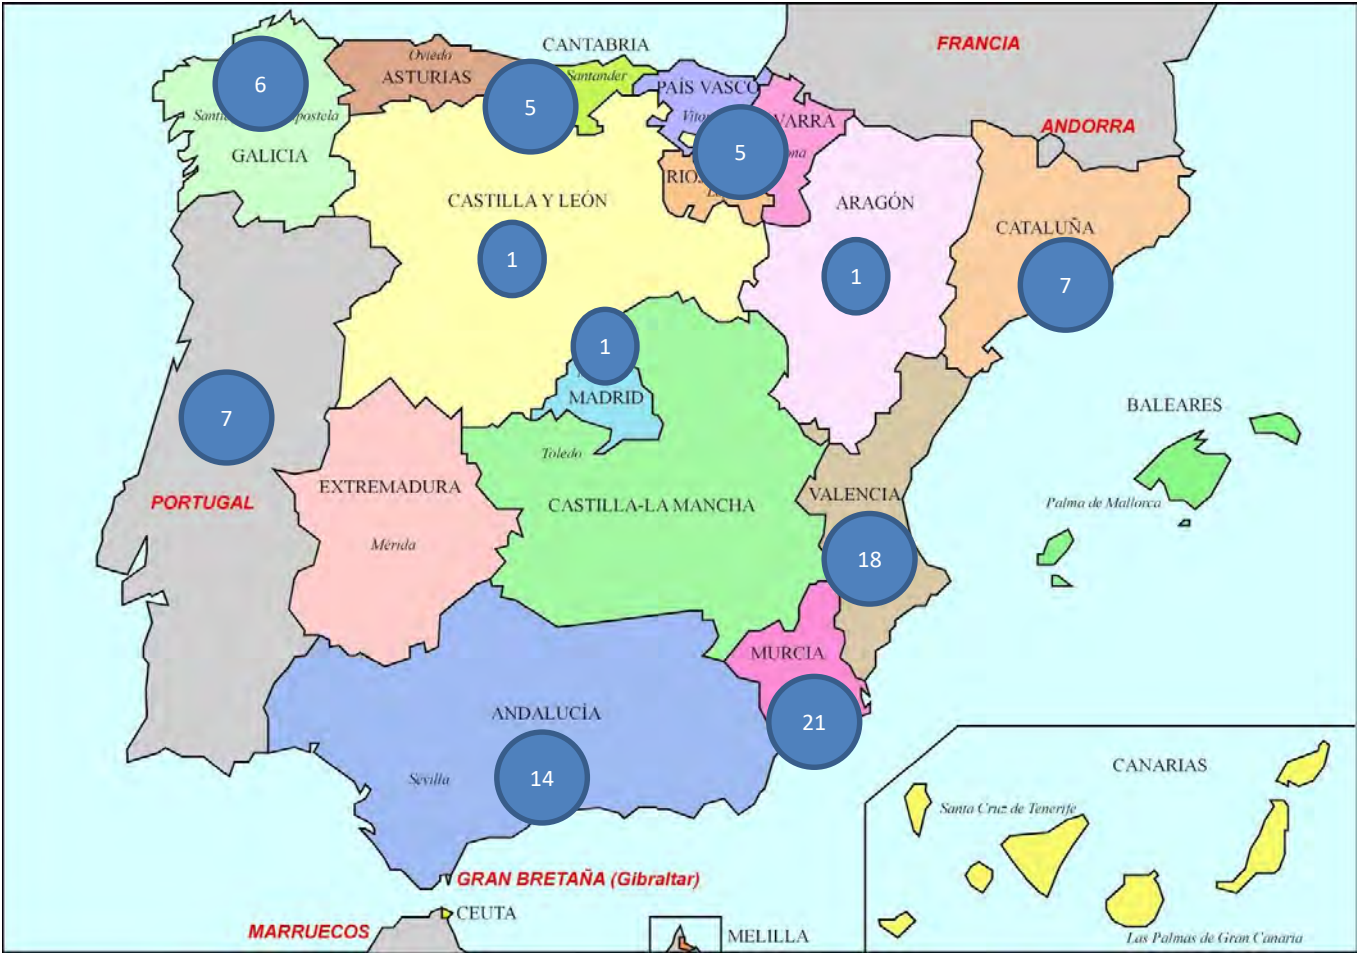 CANTABRIA
FRANCIA
Oviedo
ASTURIAS
Santander
PAÍS VASCO
6
5
ANDORRA
GALICIA
5
CASTILLA Y LEÓN
ARAGÓN
CATALUÑA
1
1
7
1
MADRID
BALEARES
7
Toledo
EXTREMADURA
VALENCIA
PORTUGAL
CASTILLA-LA MANCHA
Palma de Mallorca
Mérida
18
MURCIA
ANDALUCÍA
21
Sevilla
14
CANARIAS
Santa Cruz de Tenerife
GRAN BRETAÑA (Gibraltar)
CEUTA
MARRUECOS
MELILLA
Las Palmas de Gran Canaria